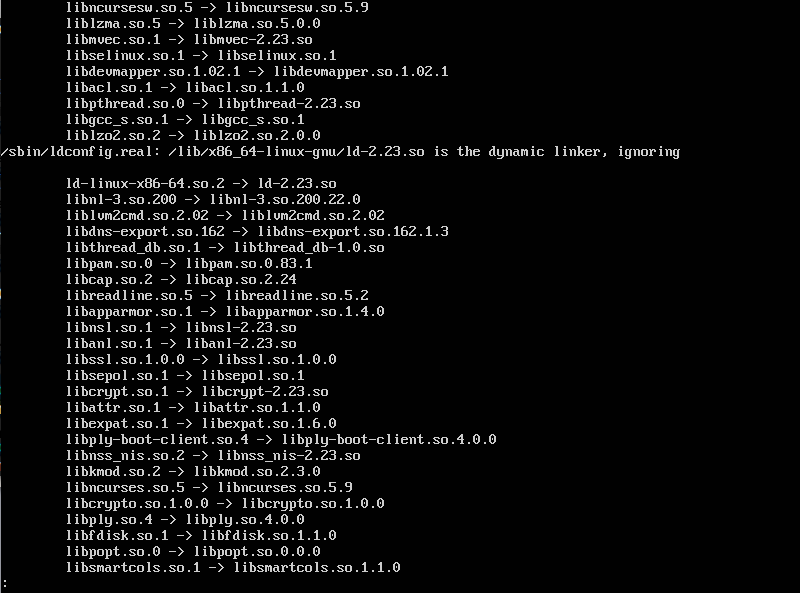 libncursesw.so.5 -> libncursesw.so.5.9
liblzma.so.5 -> liblzma.so.5.0.0
libmvec.so.1 -> libmvec-2.23.so
libselinux.so.1 -> libselinux.so.1
libdevmapper.so.1.02.1 -> libdevmapper.so.1.02.1
libacl.so.1 -> libacl.so.1.1.0
libpthread.so.0 -> libpthread-2.23.so
libgcc_s.so.1 -> libgcc_s.so.1
liblzo2.so.2 -> liblzo2.so.2.0.0
/sbin/ldconfig.real: /lib/x86_64-linux-gnu/ld-2.23.so is the dynamic linker, ignoring
ld-linux-x86-64.so.2 -> ld-2.23.so
libnl-3.so.200 -> libnl-3.so.200.22.0
liblvm2cmd.so.2.02 -> liblvm2cmd.so.2.02
libdns-export.so.162 -> libdns-export.so.162.1.3
libthread_db.so.1 -> libthread_db-1.0.so
libpam.so.0 -> libpam.so.0.83.1
libcap.so.2 -> libcap.so.2.24
libreadline.so.5 -> libreadline.so.5.2
libapparmor.so.1 -> libapparmor.so.1.4.0
libnsl.so.1 -> libnsl-2.23.so
libanl.so.1 -> libanl-2.23.so
libssl.so.1.0.0 -> libssl.so.1.0.0
libsepol.so.1 -> libsepol.so.1
libcrypt.so.1 -> libcrypt-2.23.so
libattr.so.1 -> libattr.so.1.1.0
libexpat.so.1 -> libexpat.so.1.6.0
libply-boot-client.so.4 -> libply-boot-client.so.4.0.0
libnss_nis.so.2 -> libnss_nis-2.23.so
libkmod.so.2 -> libkmod.so.2.3.0
libncurses.so.5 -> libncurses.so.5.9
libcrypto.so.1.0.0 -> libcrypto.so.1.0.0
libply.so.4 -> libply.so.4.0.0
libfdisk.so.1 -> libfdisk.so.1.1.0
libpopt.so.0 -> libpopt.so.0.0.0
libsmartcols.so.1 -> libsmartcols.so.1.1.0
: